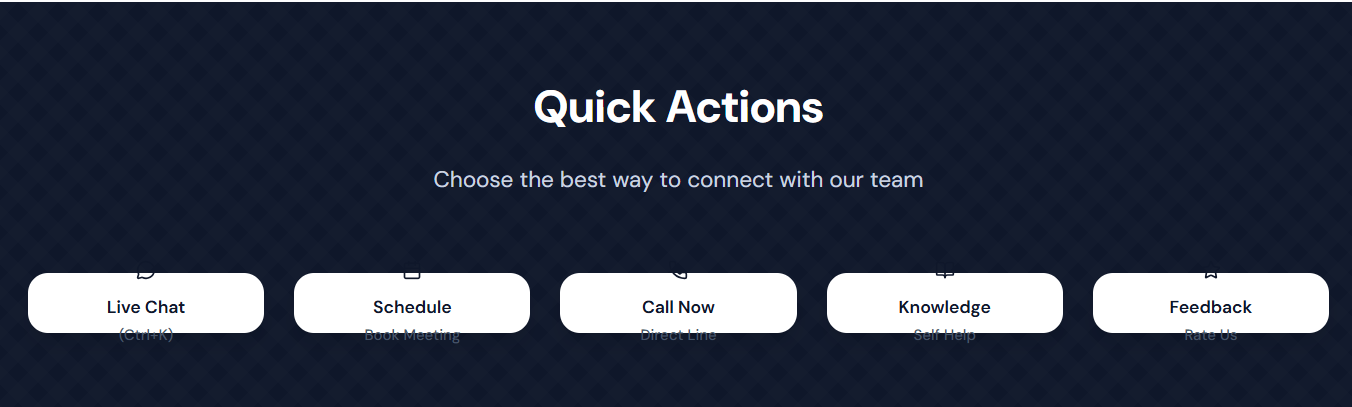 Quick Actions
Choose the best way to connect with our team
Live Chat
(Ctrl+K)
Schedule
Book Meeting
Call Now
Direct Line
Knowledge
Self Help
Feedback
Rate Us